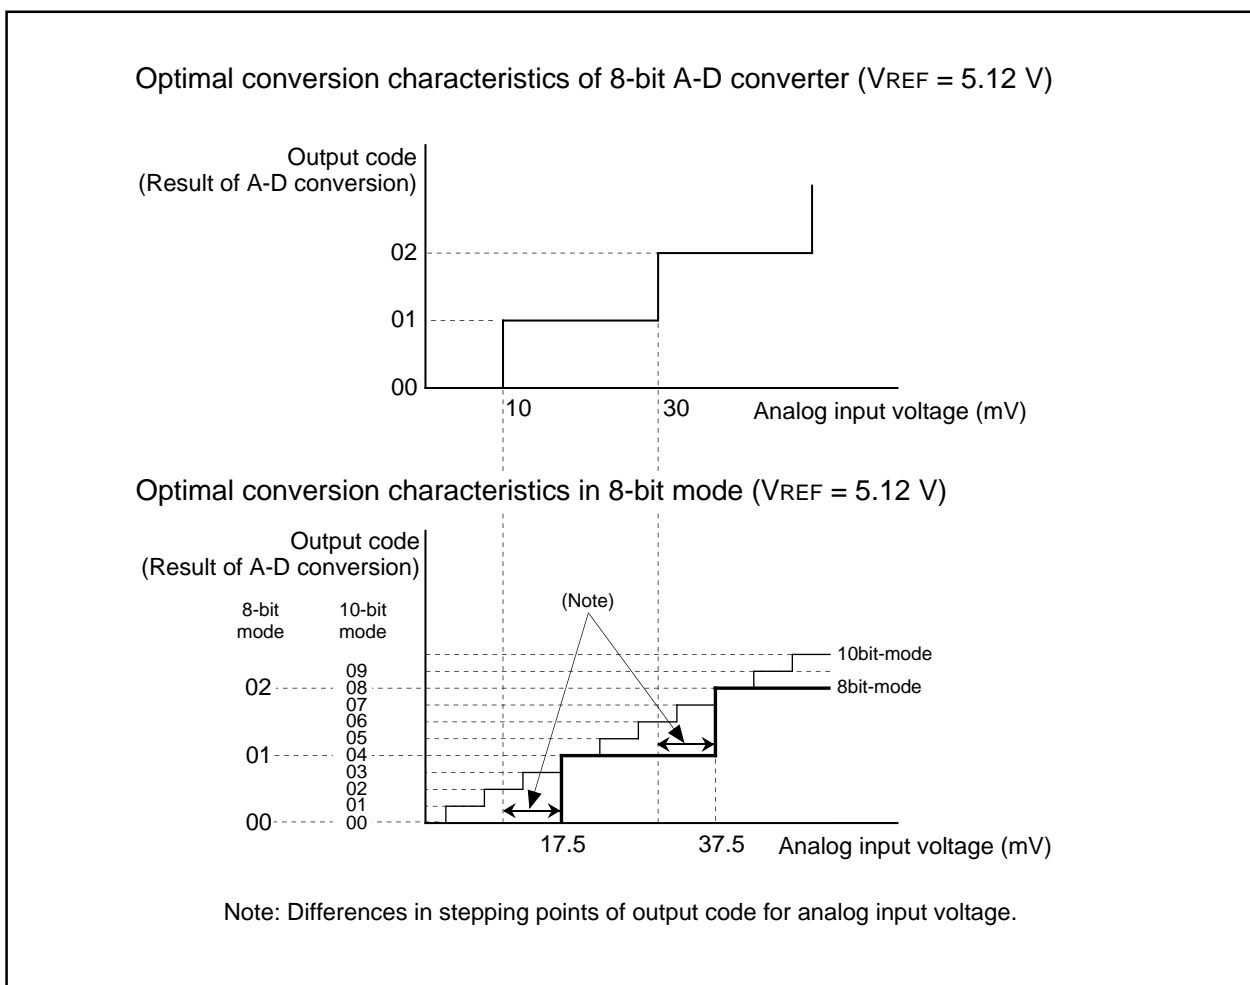 Optimal conversion characteristics of 8-bit A-D converter (VREF = 5.12 V)
Output code
(Result of A-D conversion)
02
01
00
10
30
Analog input voltage (mV)
Optimal conversion characteristics in 8-bit mode (VREF = 5.12 V)
Output code
(Result of A-D conversion)
8-bit
mode
10-bit
mode
(Note)
10bit-mode
09
02
08
8bit-mode
07
06
05
01
04
03
02
01
00
00
17.5
37.5
Analog input voltage (mV)
Note: Differences in stepping points of output code for analog input voltage.